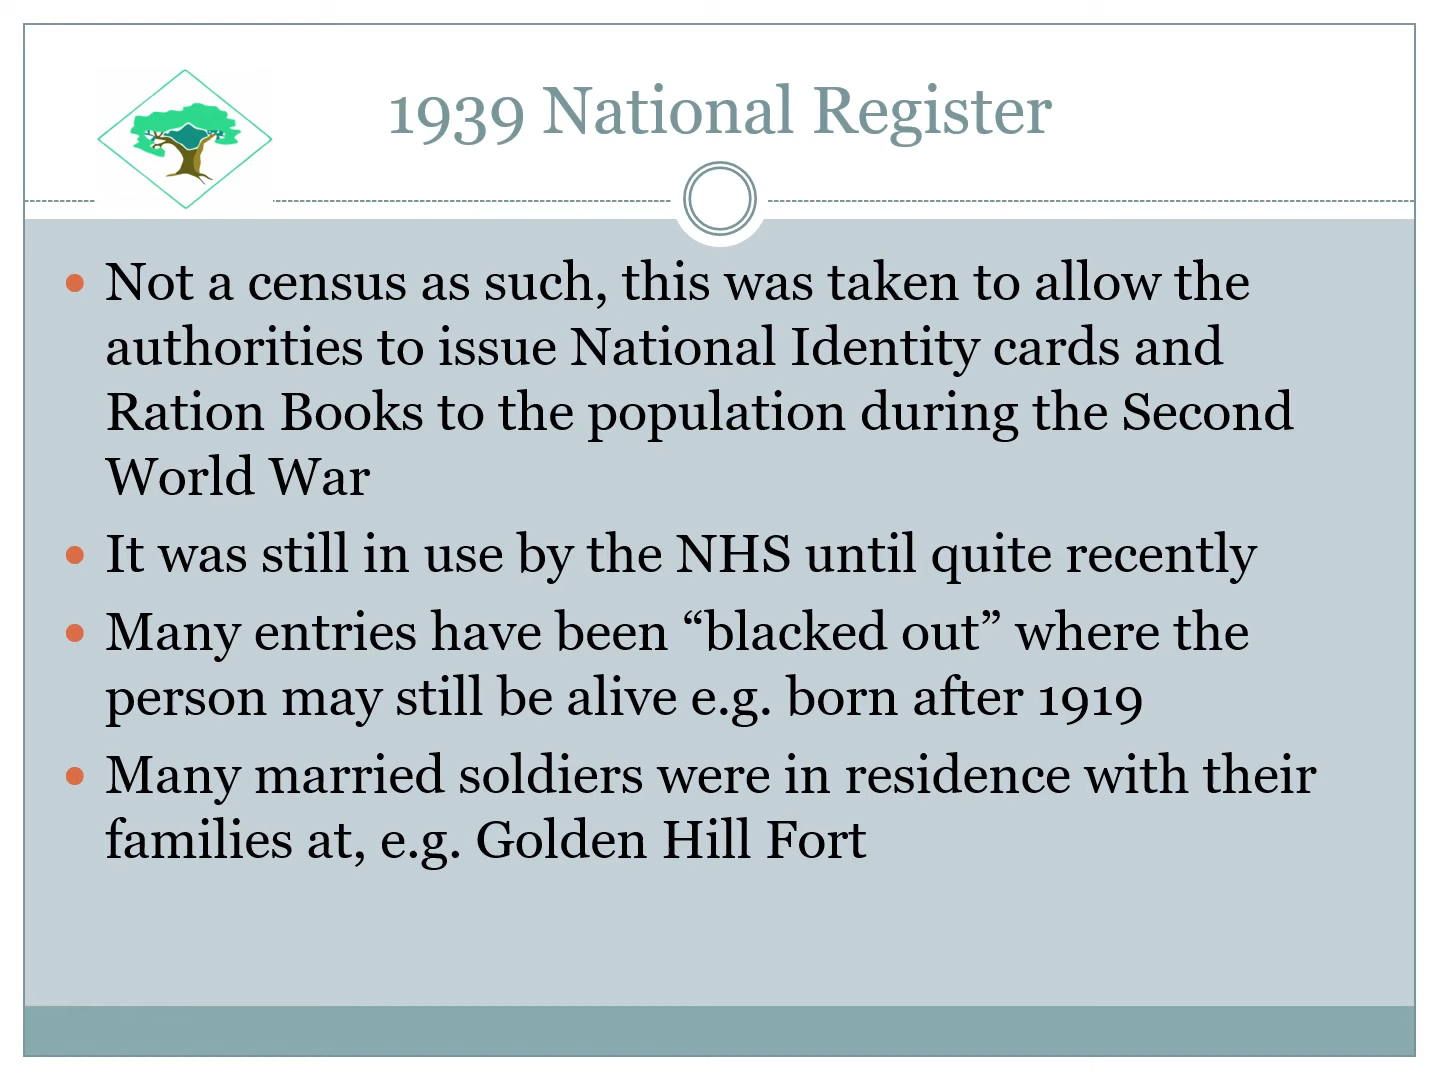 1939 National Register
• Not a census as such, this was taken to allow the
authorities to issue National Identity cards and
Ration Books to the population during the Second
World War
• It was still in use by the NHS until quite recently
• Many entries have been “blacked out” where the
person may still be alive e.g. born after 1919
• Many married soldiers were in residence with their
families at, e.g. Golden Hill Fort